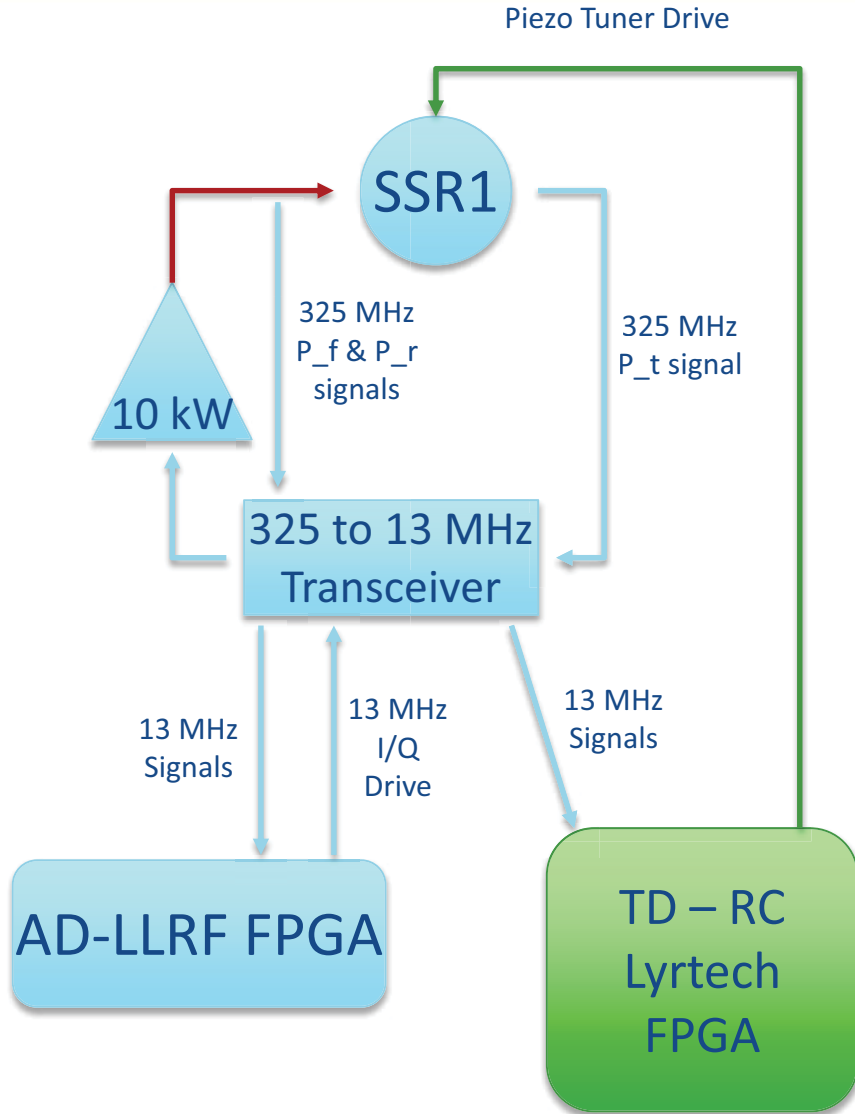 Piezo Tuner Drive
SSR1
325 MHz
P_f & P_r
signals
325 MHz
P_t signal
10 kW
325 to 13 MHz
Transceiver
13 MHz
Signals
13 MHz
I/Q
Drive
13 MHz
Signals
AD-LLRF FPGA
TD – RC
Lyrtech
FPGA